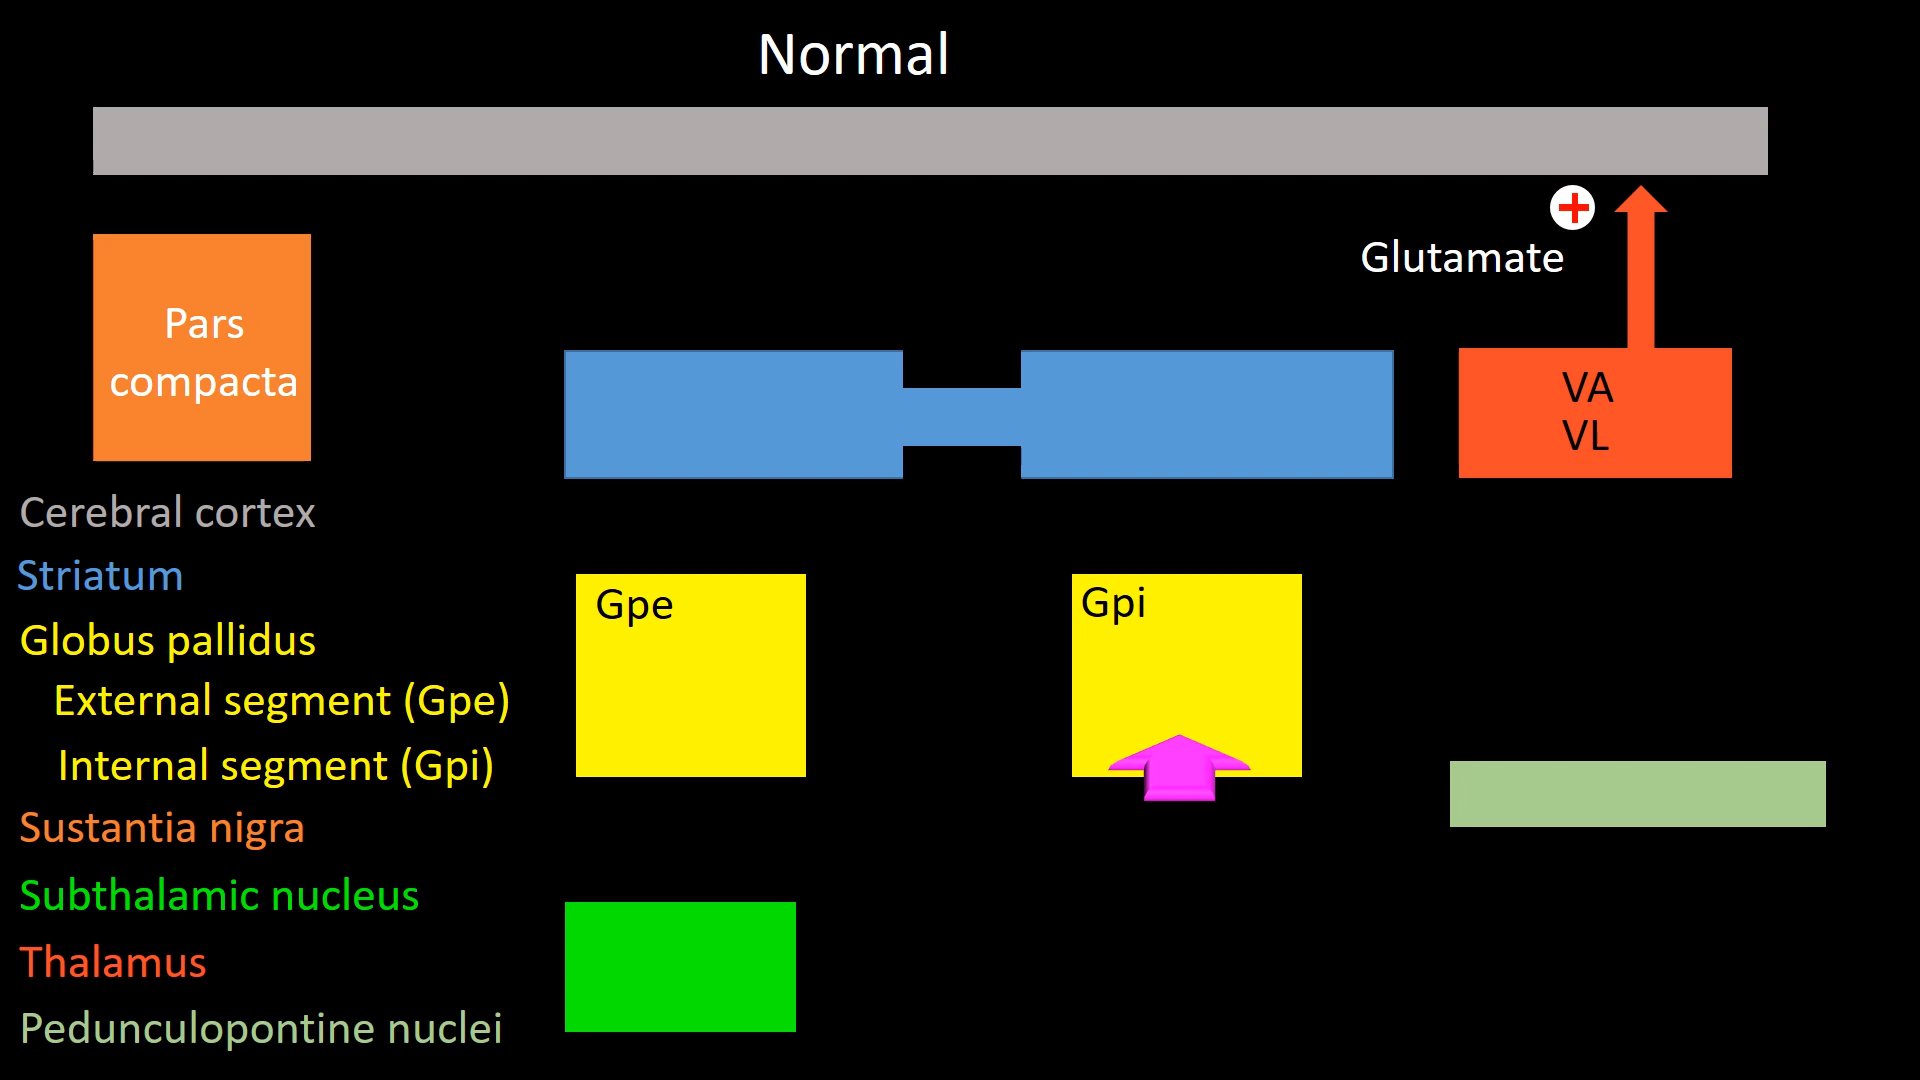 Normal
Glutamate
Pars
compacta
VA
VL
Cerebral cortex
Striatum
Globus pallidus
External segment (Gpe)
Internal segment (Gpi)
Sustantia nigra
Subthalamic nucleus
Thalamus
Pedunculopontine nuclei
Gpe
Gpi